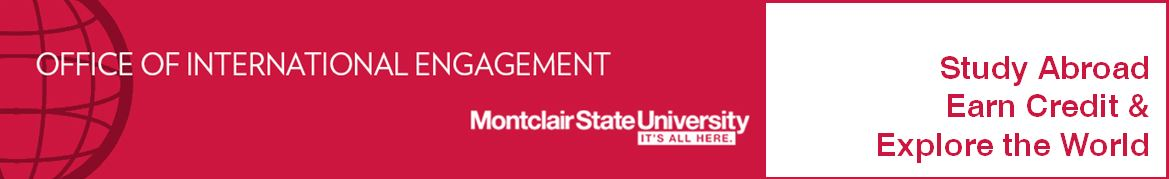 OFFICE OF INTERNATIONAL ENGAGEMENT
Montclair State University
IT'S ALL HERE.
Study Abroad
Earn Credit &
Explore the World